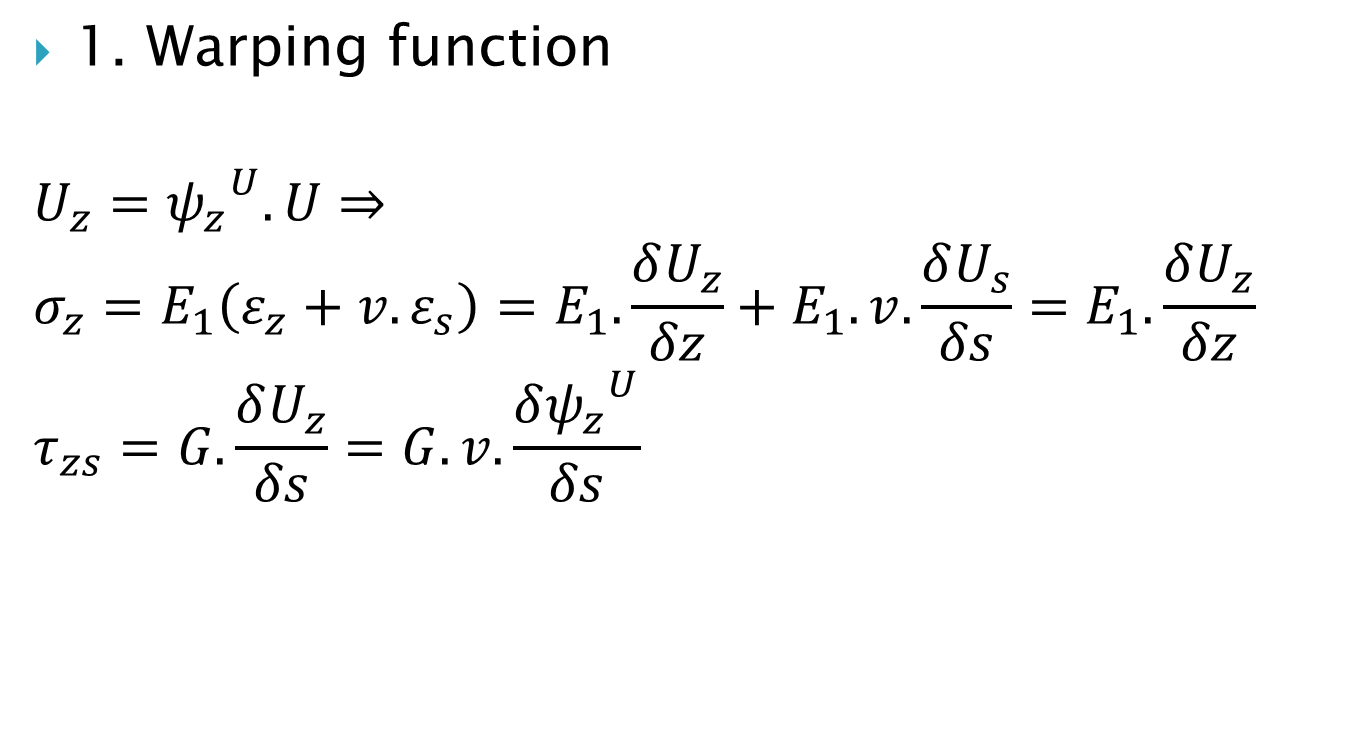 1. Warping function
U_z = ψ_z^U . U ⇒
σ_z = E_1(ε_z + v. ε_s) = E_1. δU_z/δz + E_1. v. δU_s/δs = E_1. δU_z/δz
τ_zs = G. δU_z/δs = G. v. δψ_z^U/δs